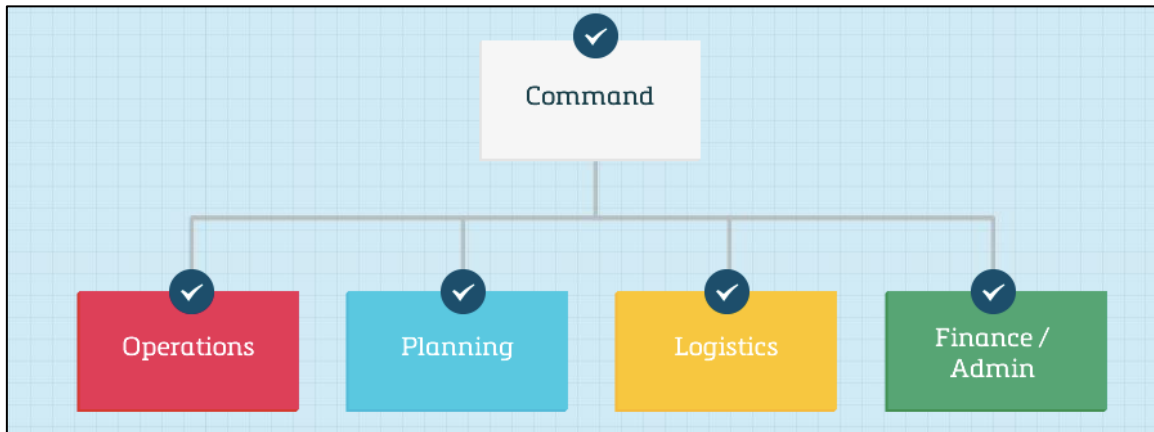 Command
Operations
Planning
Logistics
Finance /
Admin